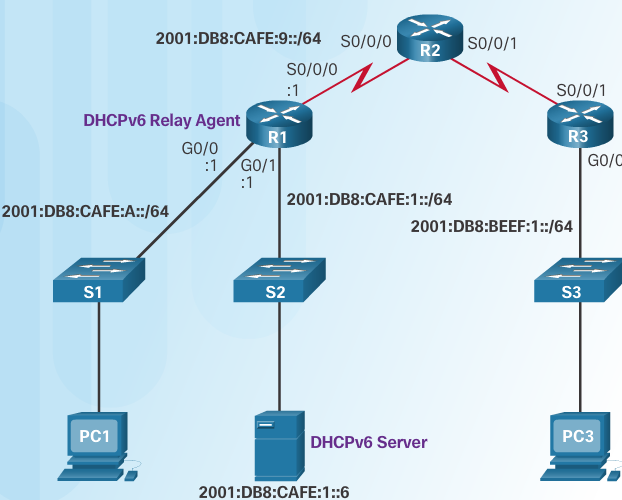 2001:DB8:CAFE:9::/64
S0/0/0
R2
S0/0/1
S0/0/0
:1
S0/0/1
DHCPv6 Relay Agent
R1
R3
G0/0
:1
G0/1
:1
G0/0
2001:DB8:CAFE:A::/64
2001:DB8:CAFE:1::/64
2001:DB8:BEEF:1::/64
S1
S2
S3
PC1
PC3
DHCPv6 Server
2001:DB8:CAFE:1::6